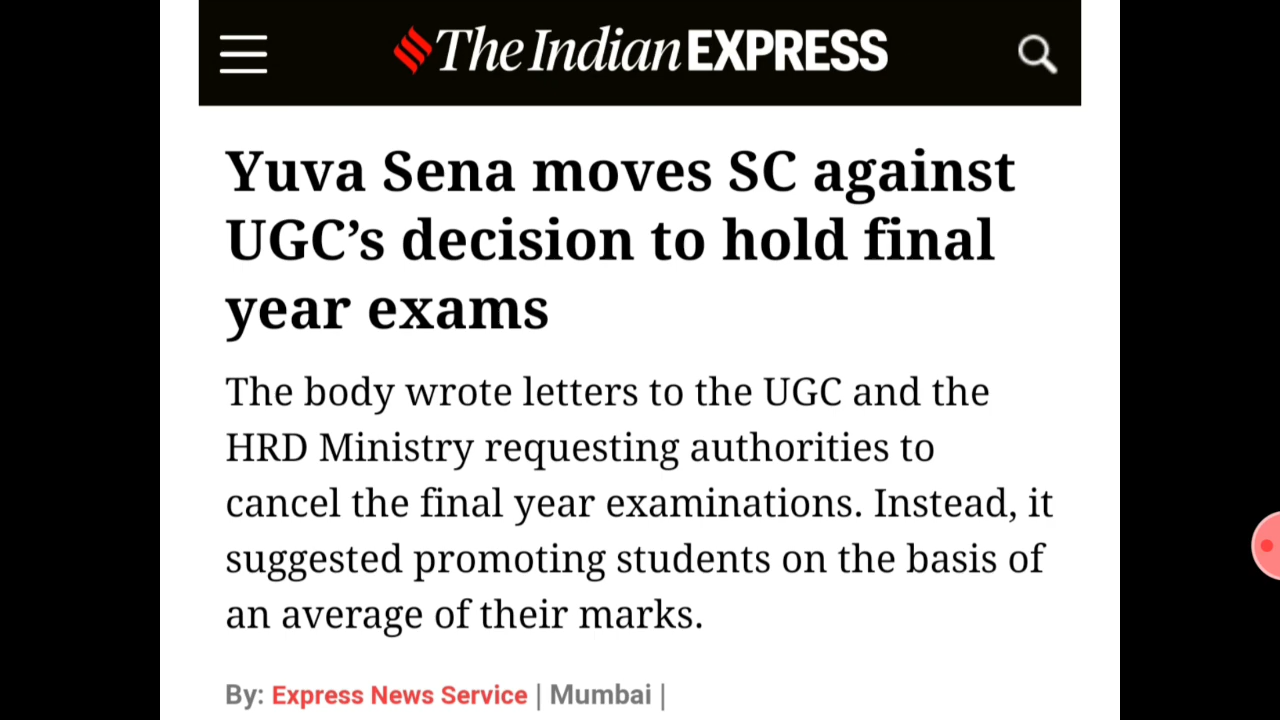 The Indian EXPRESS
Yuva Sena moves SC against
UGC’s decision to hold final
year exams
The body wrote letters to the UGC and the
HRD Ministry requesting authorities to
cancel the final year examinations. Instead, it
suggested promoting students on the basis of
an average of their marks.
By: Express News Service | Mumbai |